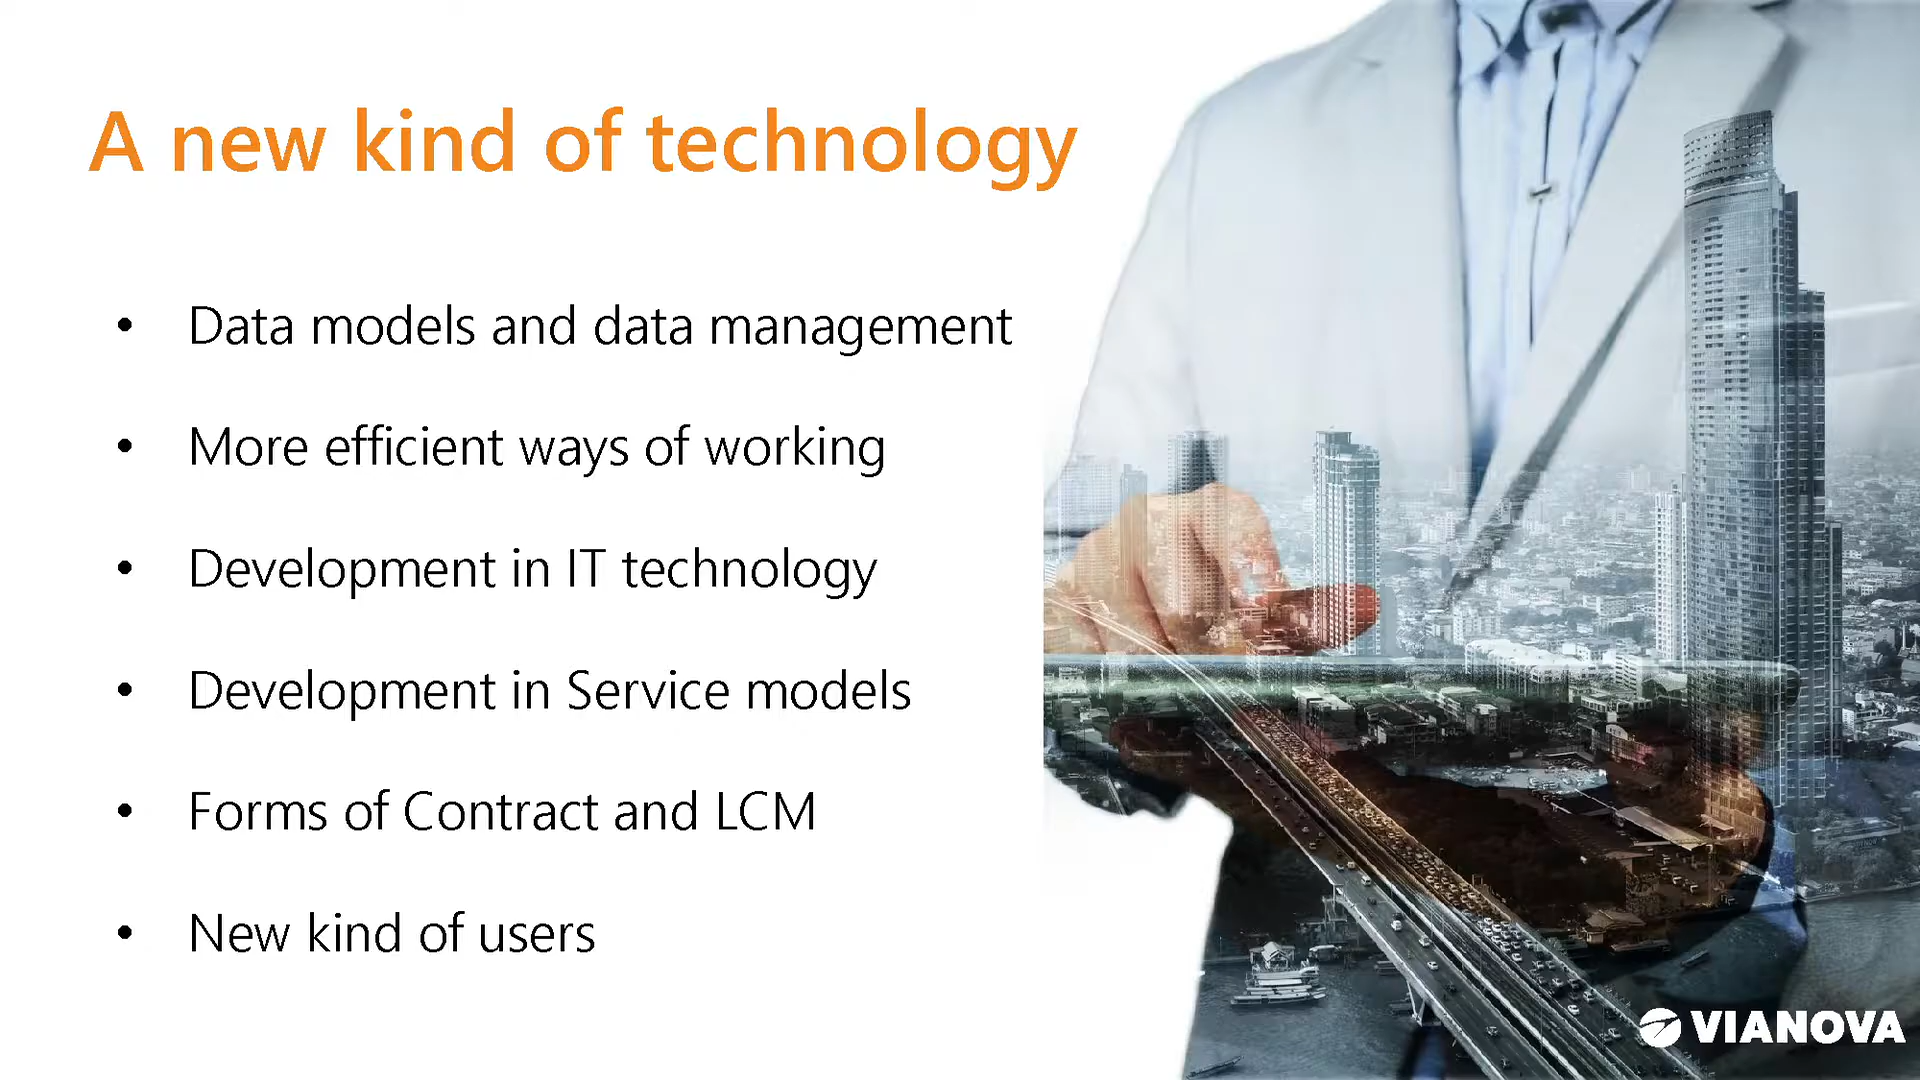 A new kind of technology
• Data models and data management
• More efficient ways of working
• Development in IT technology
• Development in Service models
• Forms of Contract and LCM
• New kind of users
VIANOVA